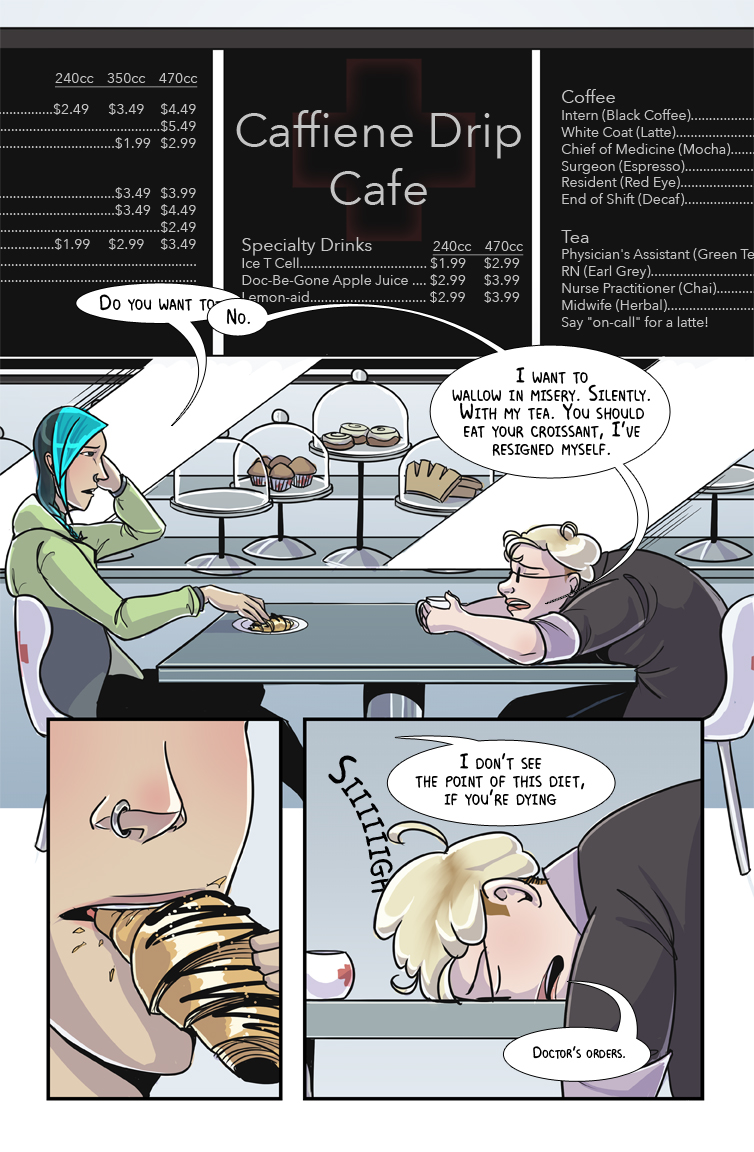 240cc 350cc 470cc
....................$2.49 $3.49 $4.49
....................$5.49
....................$1.99 $2.99
....................$3.49 $3.99
....................$3.49 $4.49
....................$2.49
....................$1.99 $2.99 $3.49
Caffiene Drip
Cafe
Specialty Drinks 240cc 470cc
Ice T Cell.............................. $1.99 $2.99
Doc-Be-Gone Apple Juice .... $2.99 $3.99
Lemon-aid........................... $2.99 $3.99
Coffee
Intern (Black Coffee)....................
White Coat (Latte)....................
Chief of Medicine (Mocha)....................
Surgeon (Espresso)....................
Resident (Red Eye)....................
End of Shift (Decaf)....................
Tea
Physician's Assistant (Green Te
RN (Earl Grey)....................
Nurse Practitioner (Chai)....................
Midwife (Herbal)....................
Say "on-call" for a latte!
DO YOU WANT TO
NO.
I WANT TO
WALLOW IN MISERY. SILENTLY.
WITH MY TEA. YOU SHOULD
EAT YOUR CROISSANT, I'VE
RESIGNED MYSELF.
SIIIIIIGH
I DON'T SEE
THE POINT OF THIS DIET,
IF YOU'RE DYING
DOCTOR'S ORDERS.